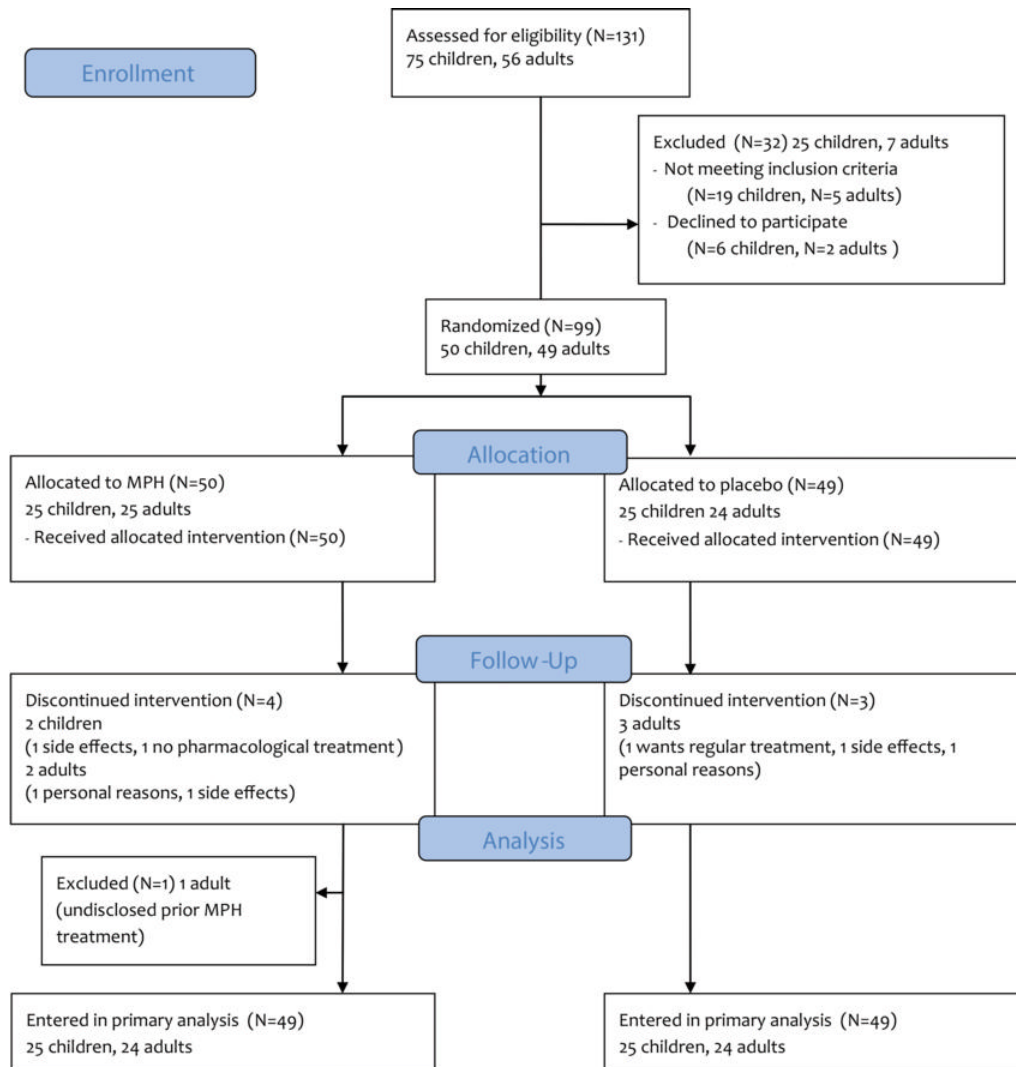 Assessed for eligibility (N=131)
75 children, 56 adults
Enrollment
Excluded (N=32) 25 children, 7 adults
- Not meeting inclusion criteria
(N=19 children, N=5 adults)
- Declined to participate
(N=6 children, N=2 adults )
Randomized (N=99)
50 children, 49 adults
Allocation
Allocated to MPH (N=50)
25 children, 25 adults
- Received allocated intervention (N=50)
Allocated to placebo (N=49)
25 children 24 adults
- Received allocated intervention (N=49)
Follow-Up
Discontinued intervention (N=4)
2 children
(1 side effects, 1 no pharmacological treatment)
2 adults
(1 personal reasons, 1 side effects)
Discontinued intervention (N=3)
3 adults
(1 wants regular treatment, 1 side effects, 1
personal reasons)
Analysis
Excluded (N=1) 1 adult
(undisclosed prior MPH
treatment)
Entered in primary analysis (N=49)
25 children, 24 adults
Entered in primary analysis (N=49)
25 children, 24 adults